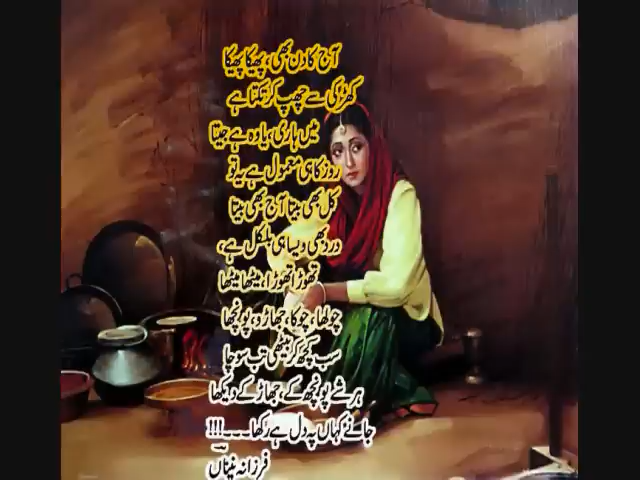 آج کا دن بھی، پھیکا پھیکا
کھڑکی سے چھپ کر تکتا ہے
میں ہاری، یا وہ ہے جیتا
روز کا ہی معمول ہے یہ تو
کل بھی بیتا آج بھی بیتا
درد بھی ویسا ہی بلکل ہے،
تھوڑا تھوڑا، میٹھا میٹھا
چولھا، چوکا، جھاڑو، پونچھا
سب کچھ کر بیٹھی تب سوجا
ہر شے پونچھ کے، جھاڑ کے دیکھا
جانے کہاں پہ دل ہے رکھا۔۔۔!!!
فرزانہ نیناں